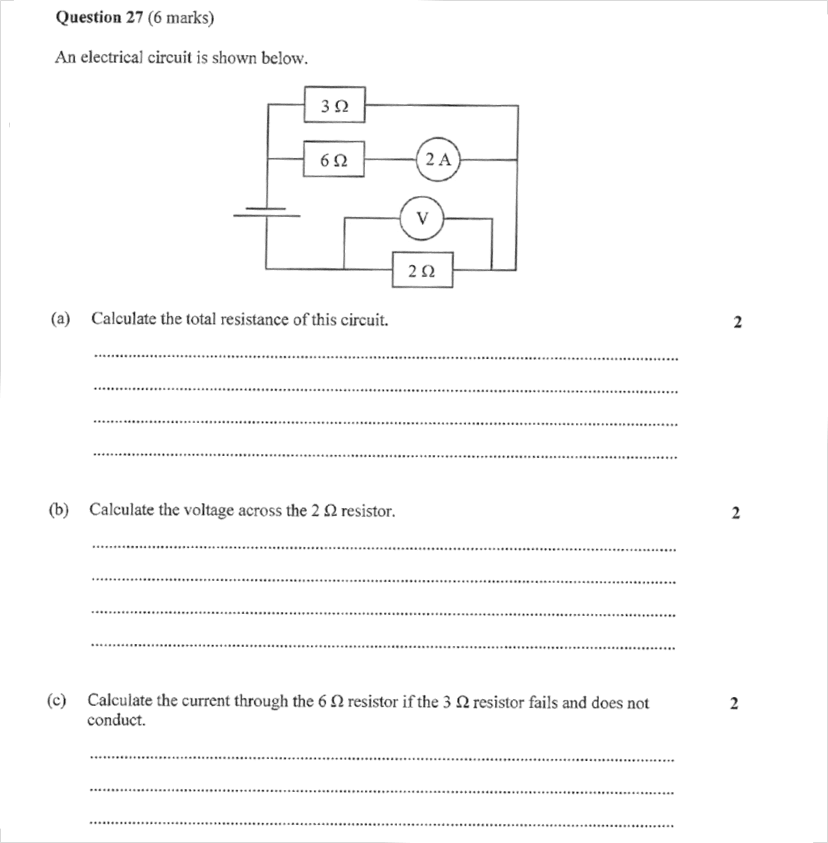 Question 27 (6 marks)
An electrical circuit is shown below.
3 Ω
6 Ω
2 A
V
2 Ω
(a) Calculate the total resistance of this circuit. 2
(b) Calculate the voltage across the 2 Ω resistor. 2
(c) Calculate the current through the 6 Ω resistor if the 3 Ω resistor fails and does not 2
conduct.